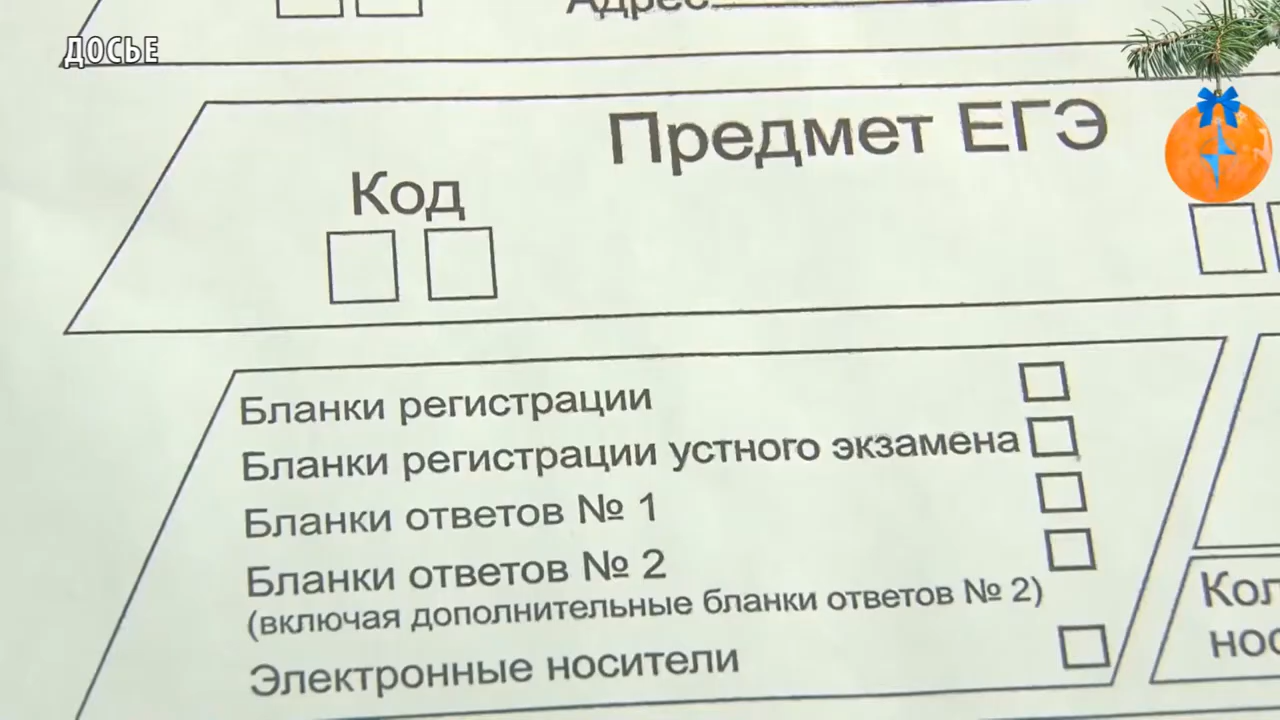 Адрес
ДОСЬЕ
Предмет ЕГЭ
Код
Бланки регистрации
Бланки регистрации устного экзамена
Бланки ответов № 1
Бланки ответов № 2
(включая дополнительные бланки ответов № 2)
Электронные носители